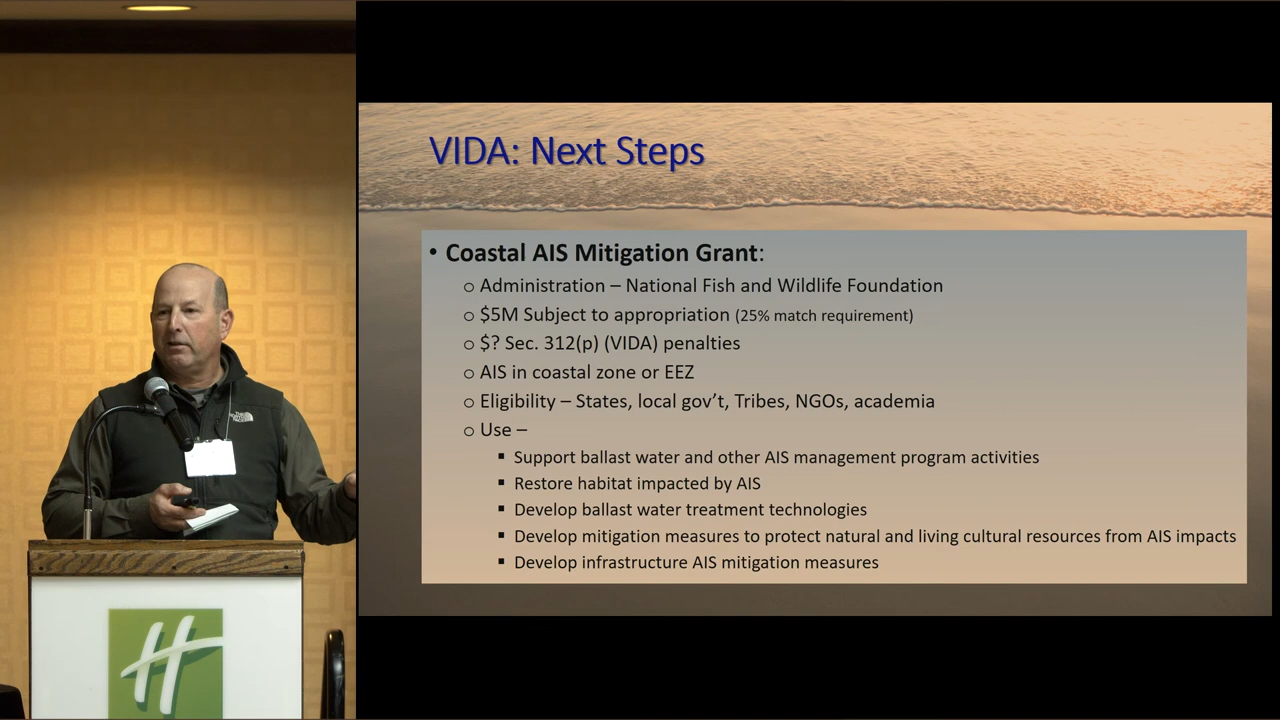 VIDA: Next Steps
• Coastal AIS Mitigation Grant:
o Administration – National Fish and Wildlife Foundation
o $5M Subject to appropriation (25% match requirement)
o $? Sec. 312(p) (VIDA) penalties
o AIS in coastal zone or EEZ
o Eligibility – States, local gov’t, Tribes, NGOs, academia
o Use –
▪ Support ballast water and other AIS management program activities
▪ Restore habitat impacted by AIS
▪ Develop ballast water treatment technologies
▪ Develop mitigation measures to protect natural and living cultural resources from AIS impacts
▪ Develop infrastructure AIS mitigation measures
THE
NORTH
FACE
H